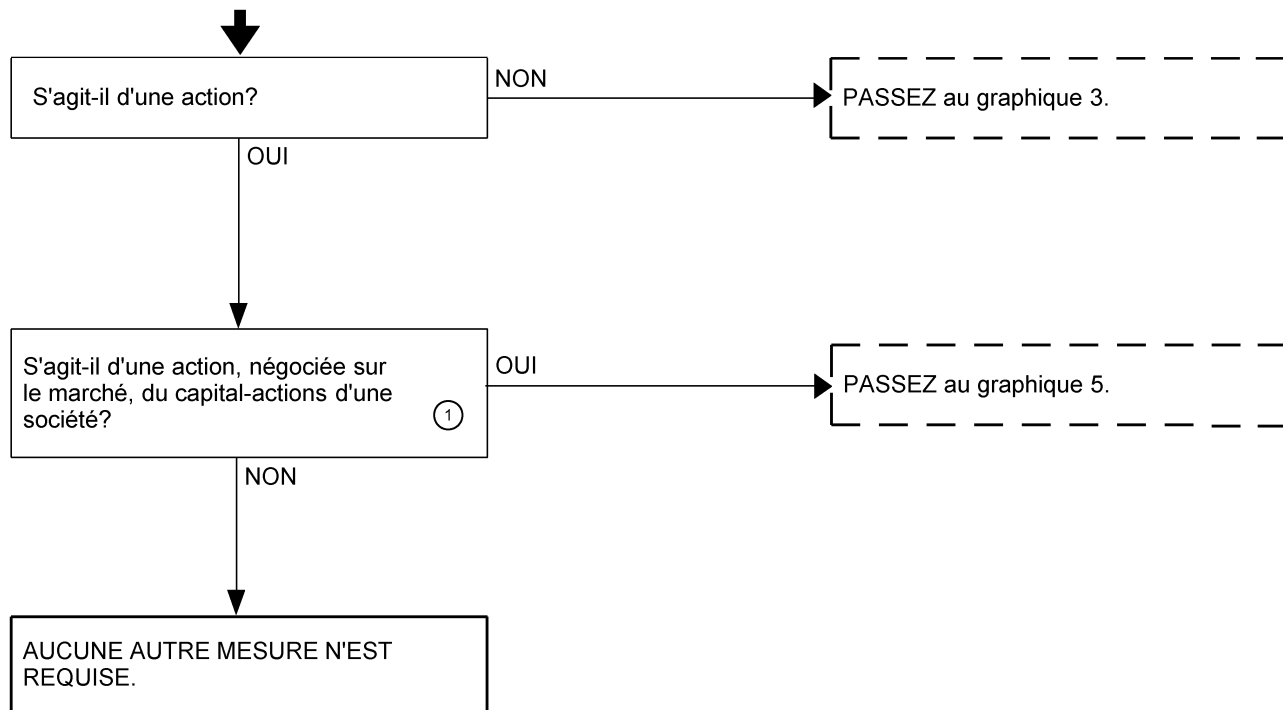 S'agit-il d'une action?
NON
PASSEZ au graphique 3.
OUI
S'agit-il d'une action, négociée sur
le marché, du capital-actions d'une
société?
1
OUI
PASSEZ au graphique 5.
NON
AUCUNE AUTRE MESURE N'EST
REQUISE.